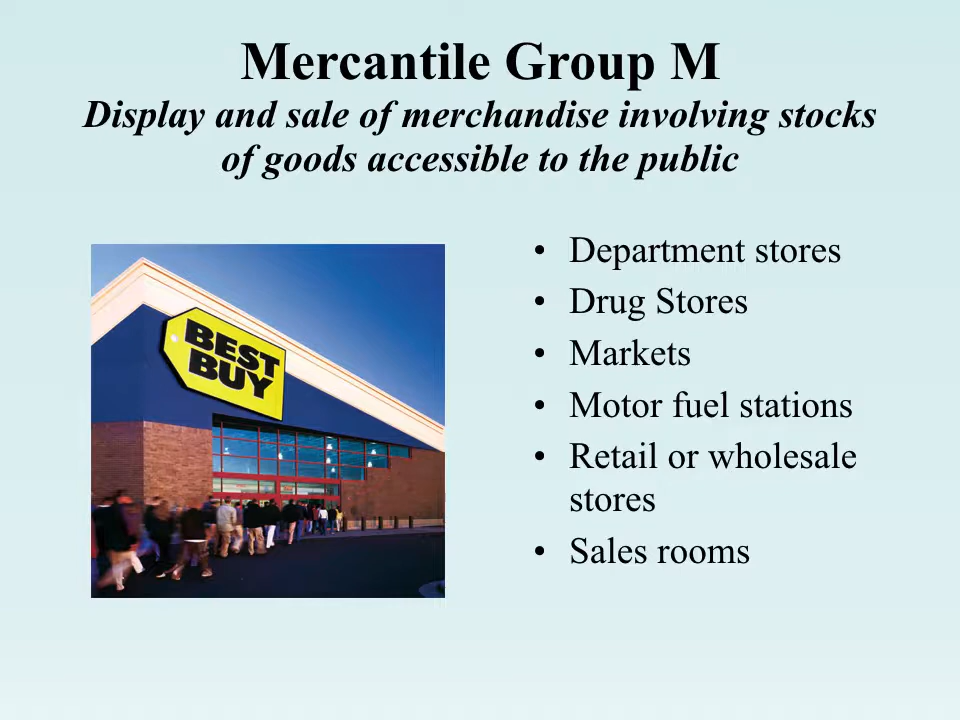 Mercantile Group M
Display and sale of merchandise involving stocks
of goods accessible to the public
BEST
BUY
• Department stores
• Drug Stores
• Markets
• Motor fuel stations
• Retail or wholesale
stores
• Sales rooms